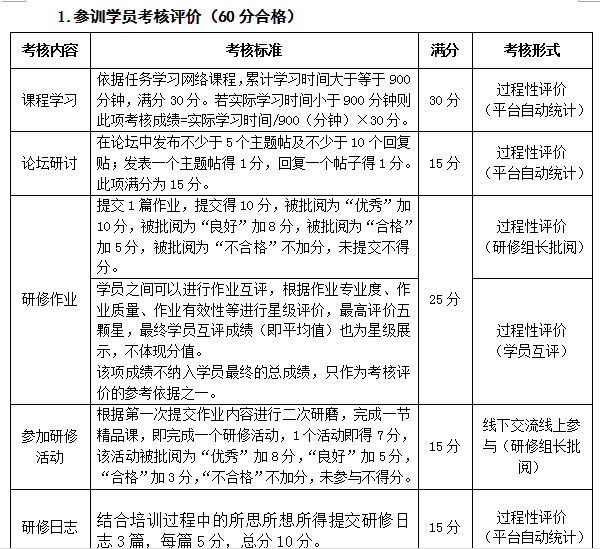 1. 参训学员考核评价（60 分合格）
考核内容 考核标准 满分 考核形式
课程学习
依据任务学习网络课程，累计学习时间大于等于 900
分钟，满分 30 分。若实际学习时间小于 900 分钟则
此项考核成绩=实际学习时间/900（分钟）×30 分。
30 分
过程性评价
（平台自动统计）
论坛研讨
在论坛中发布不少于 5 个主题帖及不少于 10 个回复
贴；发表一个主题帖得 1 分，回复一个帖子得 1 分。
此项满分为 15 分。
15 分
过程性评价
（平台自动统计）
研修作业
提交 1 篇作业，提交得 10 分，被批阅为“优秀”加
10 分，被批阅为“良好”加 8 分，被批阅为“合格”
加 5 分，被批阅为“不合格”不加分，未提交不得
分。
25 分
过程性评价
（研修组长批阅）
学员之间可以进行作业互评，根据作业专业度、作
业质量、作业有效性等进行星级评价，最高评价五
颗星，最终学员互评成绩（即平均值）也为星级展
示，不体现分值。
该项成绩不纳入学员最终的总成绩，只作为考核评
价的参考依据之一。
过程性评价
（学员互评）
参加研修
活动
根据第一次提交作业内容进行二次研磨，完成一节
精品课，即完成一个研修活动，1 个活动即得 7 分，
该活动被批阅为“优秀”加 8 分，“良好”加 5 分，
“合格”加 3 分，“不合格”不加分，未参与不得分。
15 分
线下交流线上参
与（研修组长批
阅）
研修日志
结合培训过程中的所思所想所得提交研修日
志 3 篇，每篇 5 分，总分 10 分。
15 分
过程性评价
（平台自动统计）